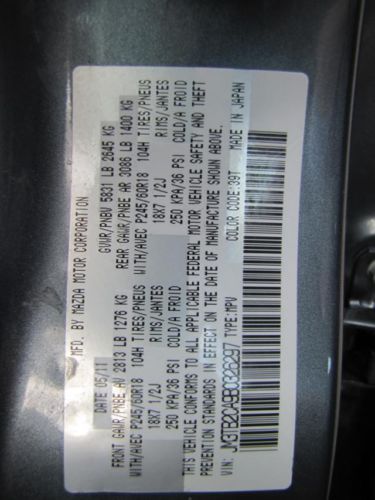 MFD. BY MAZDA MOTOR CORPORATION
DATE: 05/11 GVWR/PNBV 5831 LB 2645 KG
FRONT GAWR/PNBE AV 2813 LB 1276 KG REAR GAWR/PNBE AR 3086 LB 1400 KG
WITH/AVEC P245/60R18 104H TIRES/PNEUS WITH/AVEC P245/60R18 104H TIRES/PNEUS
18X7 1/2J RIMS/JANTES 18X7 1/2J RIMS/JANTES
250 KPA/36 PSI COLD/A FROID 250 KPA/36 PSI COLD/A FROID
THIS VEHICLE CONFORMS TO ALL APPLICABLE FEDERAL MOTOR VEHICLE SAFETY AND THEFT
PREVENTION STANDARDS IN EFFECT ON THE DATE OF MANUFACTURE SHOWN ABOVE.
VIN: JM3TB2CA9B0326297 TYPE: MPV COLOR CODE: 39T MADE IN JAPAN